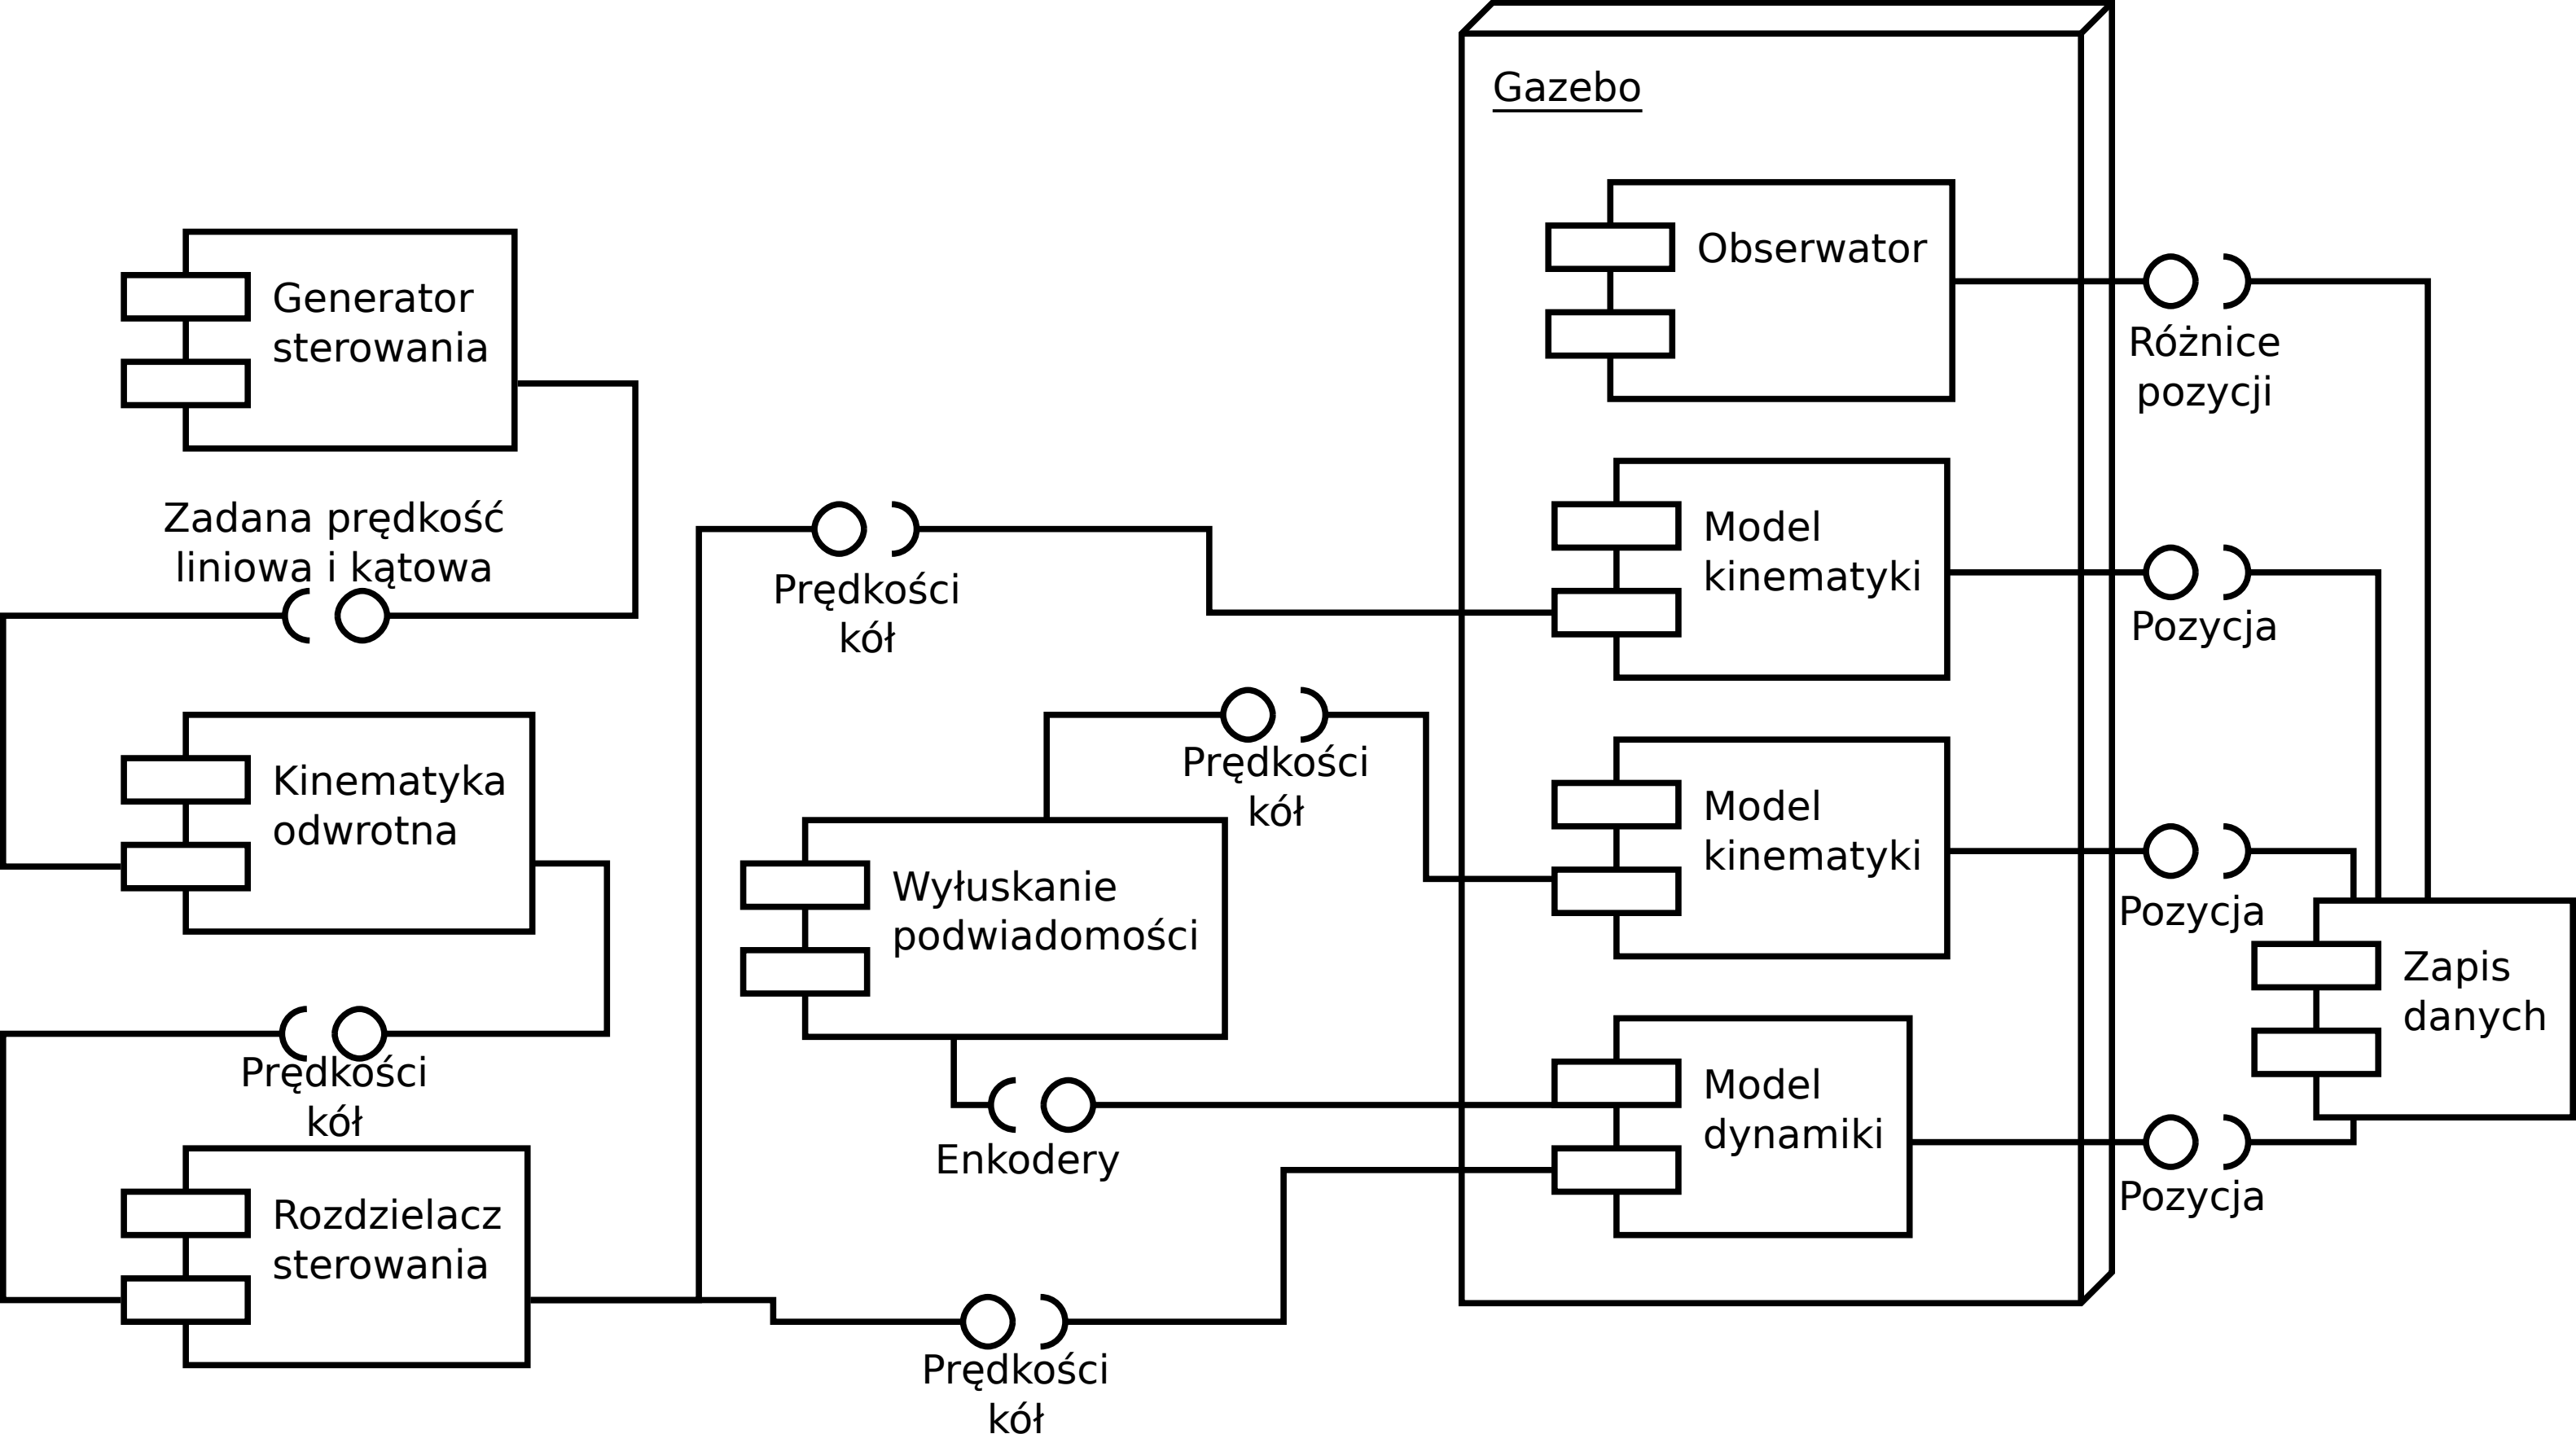 Gazebo
Obserwator
Generator
sterowania
Różnice
pozycji
Zadana prędkość
liniowa i kątowa
Prędkości
kół
Model
kinematyki
Pozycja
Kinematyka
odwrotna
Prędkości
kół
Model
kinematyki
Wyłuskanie
podwiadomości
Pozycja
Zapis
danych
Prędkości
kół
Model
dynamiki
Enkodery
Pozycja
Rozdzielacz
sterowania
Prędkości
kół